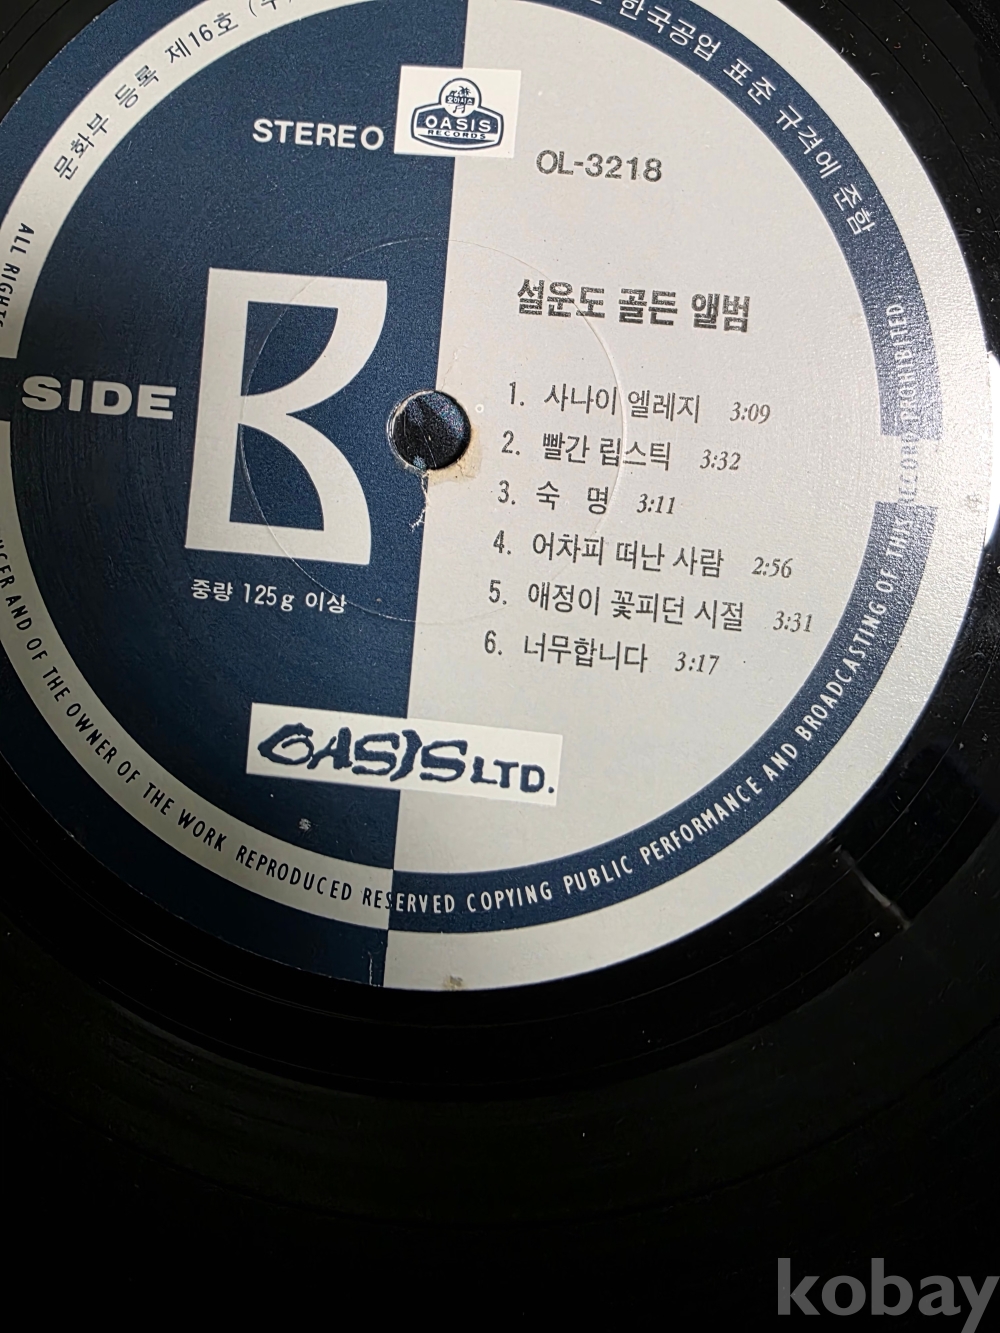 문화부 등록 제16호 (주)
한국공업 표준 규격에 준함
STEREO
오아시스
OASIS
RECORDS
OL-3218
설운도 골든 앨범
SIDE
B
1. 사나이 엘레지 3:09
2. 빨간 립스틱 3:32
3. 숙 명 3:11
4. 어차피 떠난 사람 2:56
5. 애정이 꽃피던 시절 3:31
6. 너무합니다 3:17
중량 125g 이상
OASIS LTD.
ALL RIGHTS
AND OF THE OWNER OF THE WORK REPRODUCED RESERVED COPYING PUBLIC PERFORMANCE AND BROADCASTING OF THIS RECORD PROHIBITED
kobay